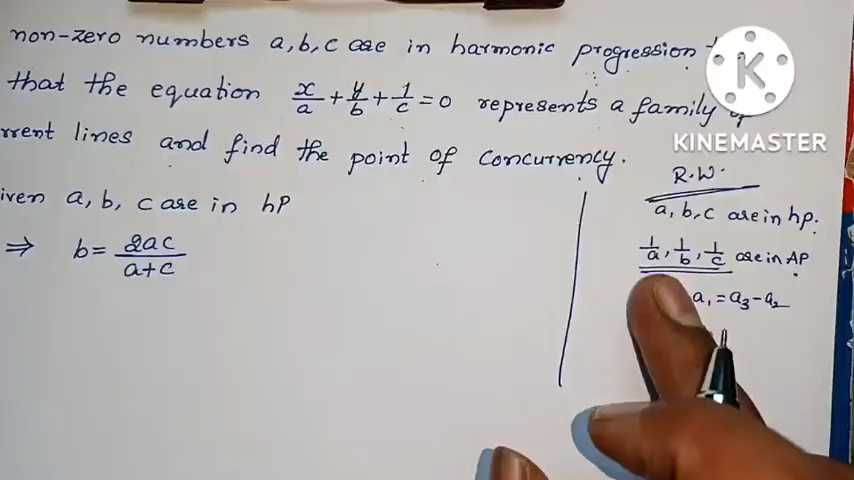 non-zero numbers a, b, c are in harmonic progression
that the equation x/a + y/b + 1/c = 0 represents a family of
rrent lines and find the point of concurrency.
iven a, b, c are in hp
⇒ b = 2ac/a+c
R.W.
a, b, c are in hp.
1/a, 1/b, 1/c are in AP
a₁ = a₃ - a₂
K
KINEMASTER